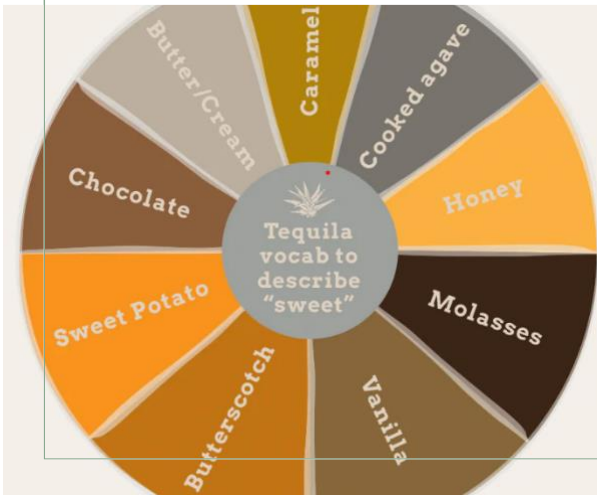 Caramel
Cooked agave
Honey
Molasses
Vanilla
Butterscotch
Sweet Potato
Chocolate
Butter/Cream
Tequila
vocab to
describe
“sweet”